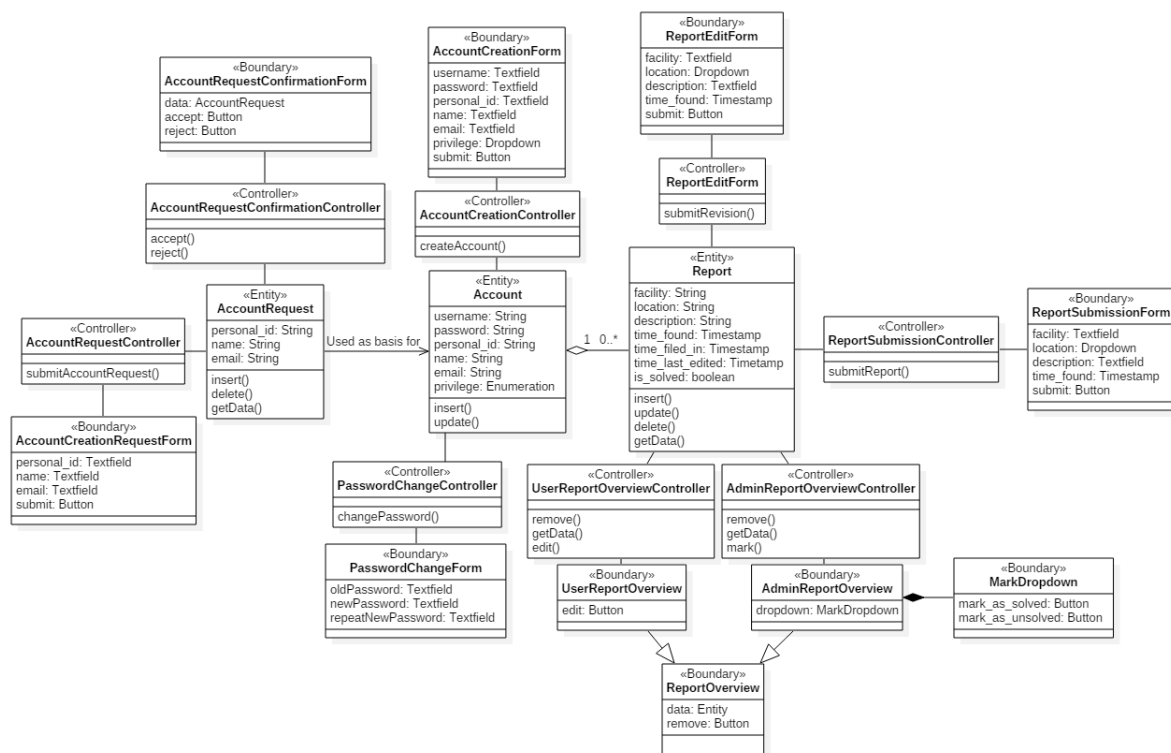 «Boundary»
AccountRequestConfirmationForm
data: AccountRequest
accept: Button
reject: Button
«Controller»
AccountRequestConfirmationController
accept()
reject()
«Entity»
AccountRequest
personal_id: String
name: String
email: String
insert()
delete()
getData()
«Controller»
AccountRequestController
submitAccountRequest()
«Boundary»
AccountCreationRequestForm
personal_id: Textfield
name: Textfield
email: Textfield
submit: Button
Used as basis for
«Boundary»
AccountCreationForm
username: Textfield
password: Textfield
personal_id: Textfield
name: Textfield
email: Textfield
privilege: Dropdown
submit: Button
«Controller»
AccountCreationController
createAccount()
«Entity»
Account
username: String
password: String
personal_id: String
name: String
email: String
privilege: Enumeration
insert()
update()
1 0..*
«Controller»
PasswordChangeController
changePassword()
«Boundary»
PasswordChangeForm
oldPassword: Textfield
newPassword: Textfield
repeatNewPassword: Textfield
«Boundary»
ReportEditForm
facility: Textfield
location: Dropdown
description: Textfield
time_found: Timestamp
submit: Button
«Controller»
ReportEditForm
submitRevision()
«Entity»
Report
facility: String
location: String
description: String
time_found: Timestamp
time_filed_in: Timestamp
time_last_edited: Timetamp
is_solved: boolean
insert()
update()
delete()
getData()
«Controller»
ReportSubmissionController
submitReport()
«Boundary»
ReportSubmissionForm
facility: Textfield
location: Dropdown
description: Textfield
time_found: Timestamp
submit: Button
«Controller»
UserReportOverviewController
remove()
getData()
edit()
«Controller»
AdminReportOverviewController
remove()
getData()
mark()
«Boundary»
UserReportOverview
edit: Button
«Boundary»
AdminReportOverview
dropdown: MarkDropdown
«Boundary»
MarkDropdown
mark_as_solved: Button
mark_as_unsolved: Button
«Boundary»
ReportOverview
data: Entity
remove: Button